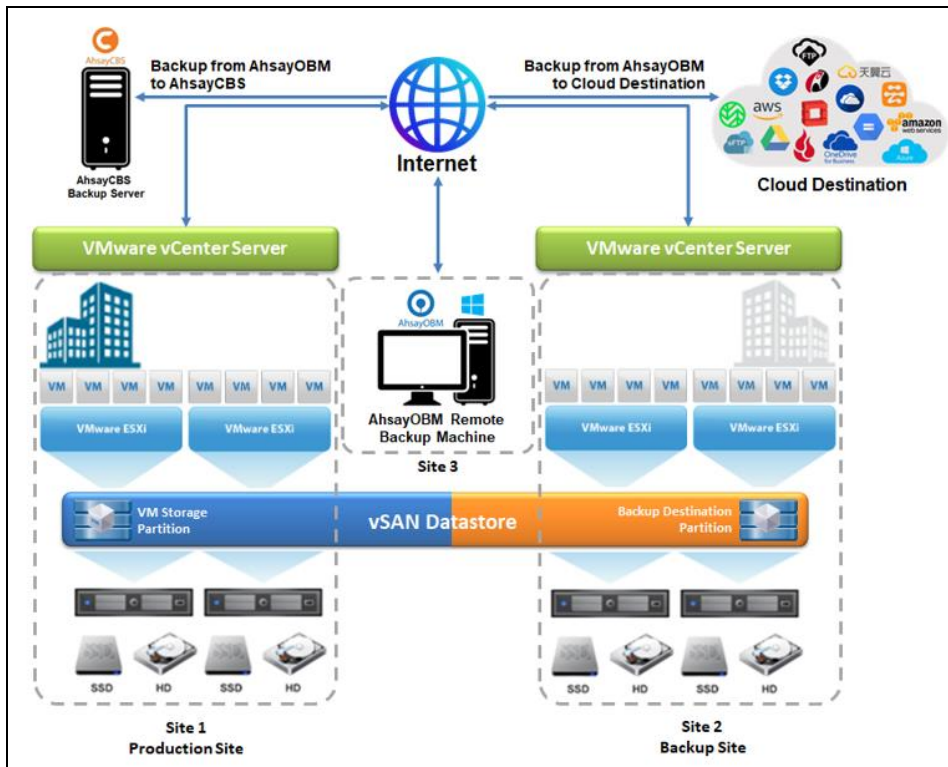 AhsayCBS
AhsayCBS
Backup Server
Backup from AhsayOBM
to AhsayCBS
Internet
Backup from AhsayOBM
to Cloud Destination
FTP
天翼云
aws
amazon
web services
sFTP
OneDrive
for Business
Azure
Cloud Destination
VMware vCenter Server
VMware vCenter Server
VM VM VM VM VM VM VM VM
VMware ESXi
VMware ESXi
AhsayOBM
AhsayOBM Remote
Backup Machine
Site 3
VM VM VM VM VM VM VM VM
VMware ESXi
VMware ESXi
VM Storage
Partition
vSAN Datastore
Backup Destination
Partition
SSD
HD
SSD
HD
SSD
HD
SSD
HD
Site 1
Production Site
Site 2
Backup Site